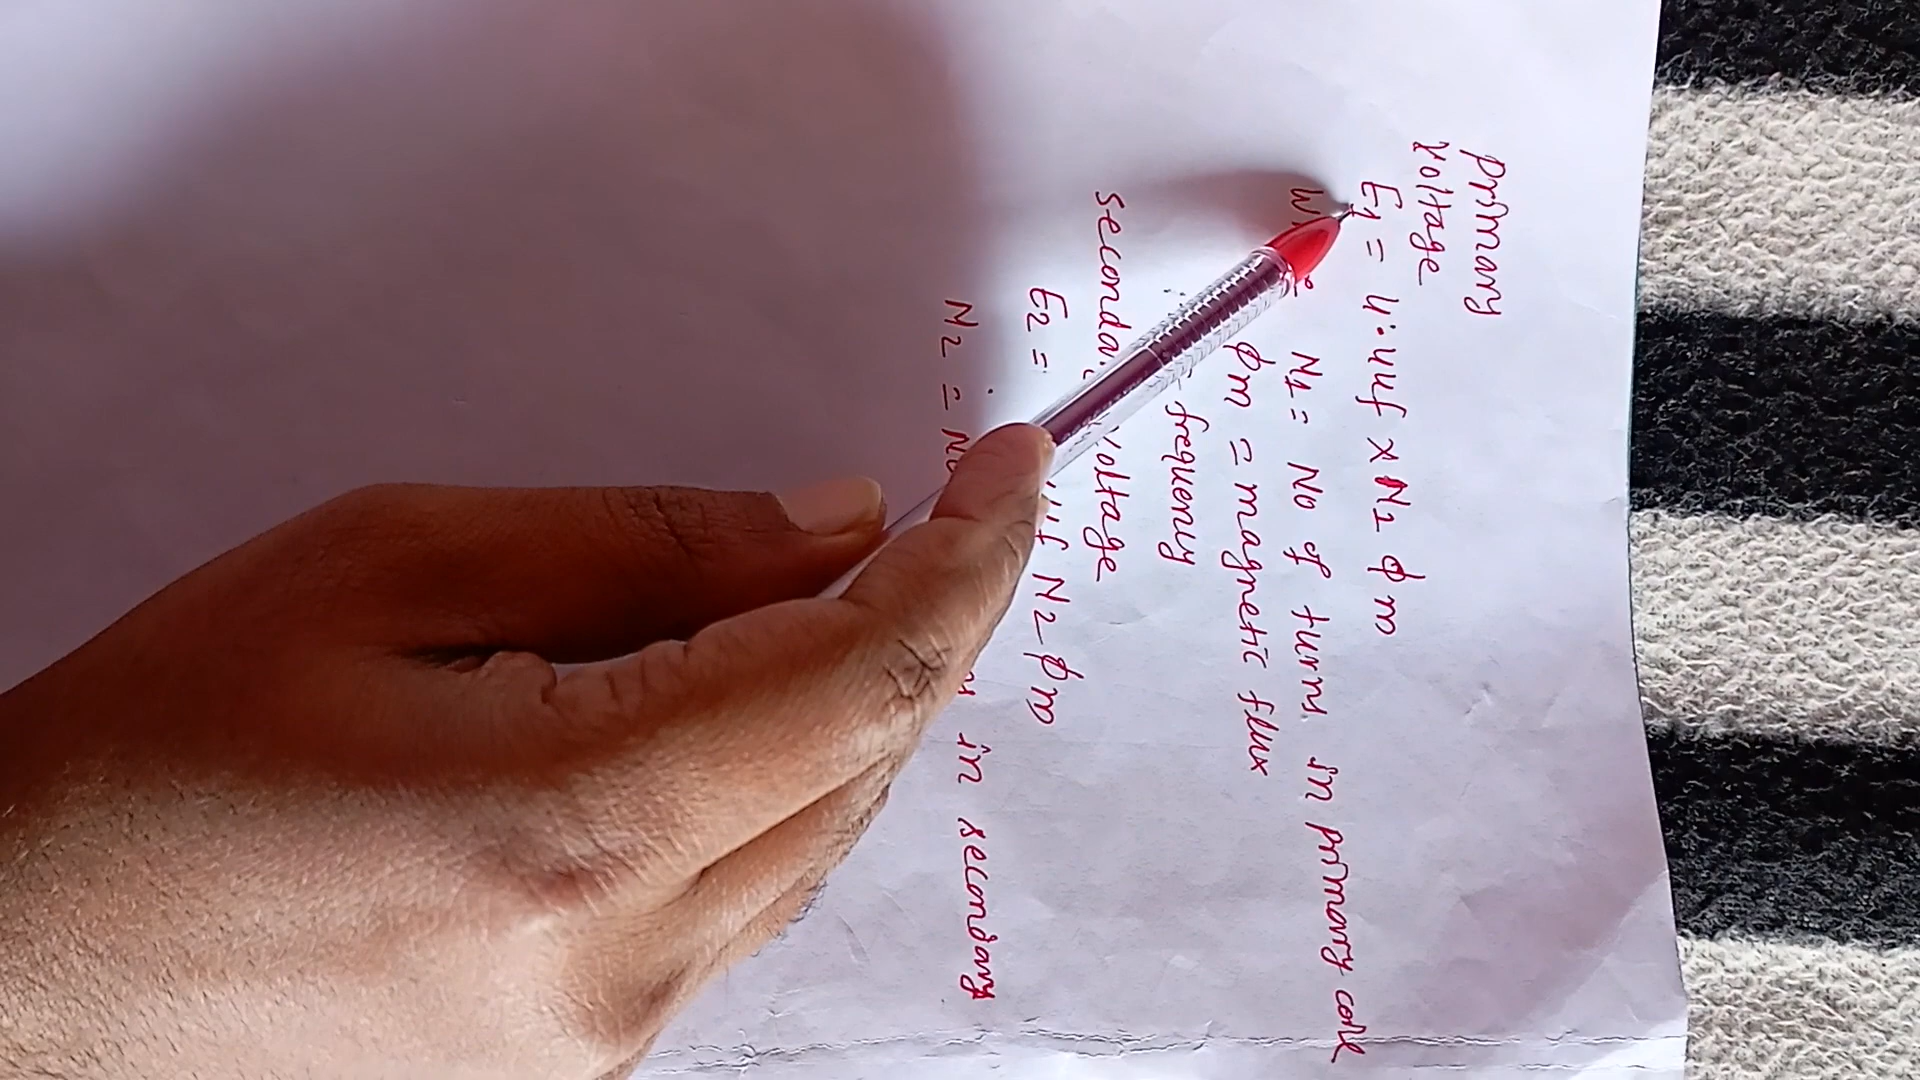 Primary
voltage
E1 = 4.44f x N1 ϕm
N1 = No of turns in primary coil
ϕm = magnetic flux
frequency
voltage
E2 = f N2 ϕm
N2 = in secondary